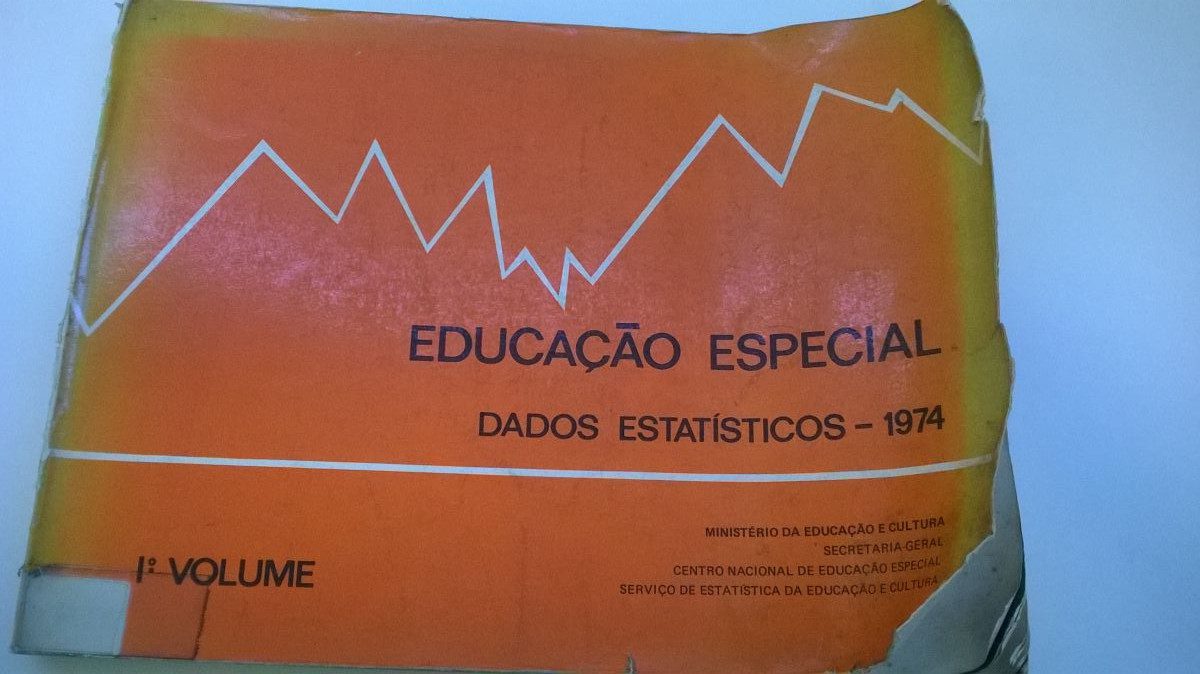 EDUCAÇÃO ESPECIAL
DADOS ESTATÍSTICOS - 1974
MINISTÉRIO DA EDUCAÇÃO E CULTURA
SECRETARIA-GERAL
CENTRO NACIONAL DE EDUCAÇÃO ESPECIAL
SERVIÇO DE ESTATÍSTICA DA EDUCAÇÃO E CULTURA
I º VOLUME